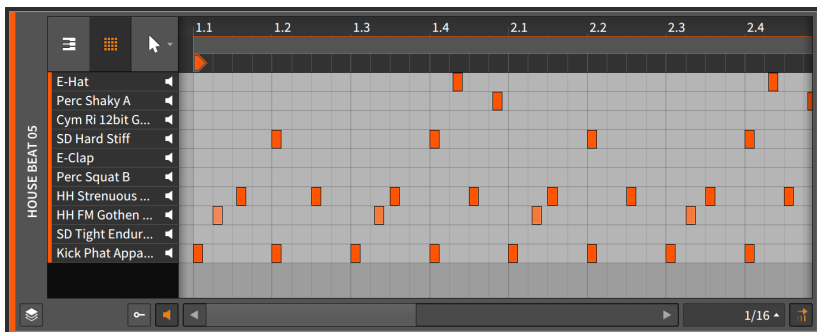 1.1 1.2 1.3 1.4 2.1 2.2 2.3 2.4
E-Hat
Perc Shaky A
Cym Ri 12bit G...
SD Hard Stiff
E-Clap
Perc Squat B
HH Strenuous ...
HH FM Gothen ...
SD Tight Endur...
Kick Phat Appa...
HOUSE BEAT 05
1/16